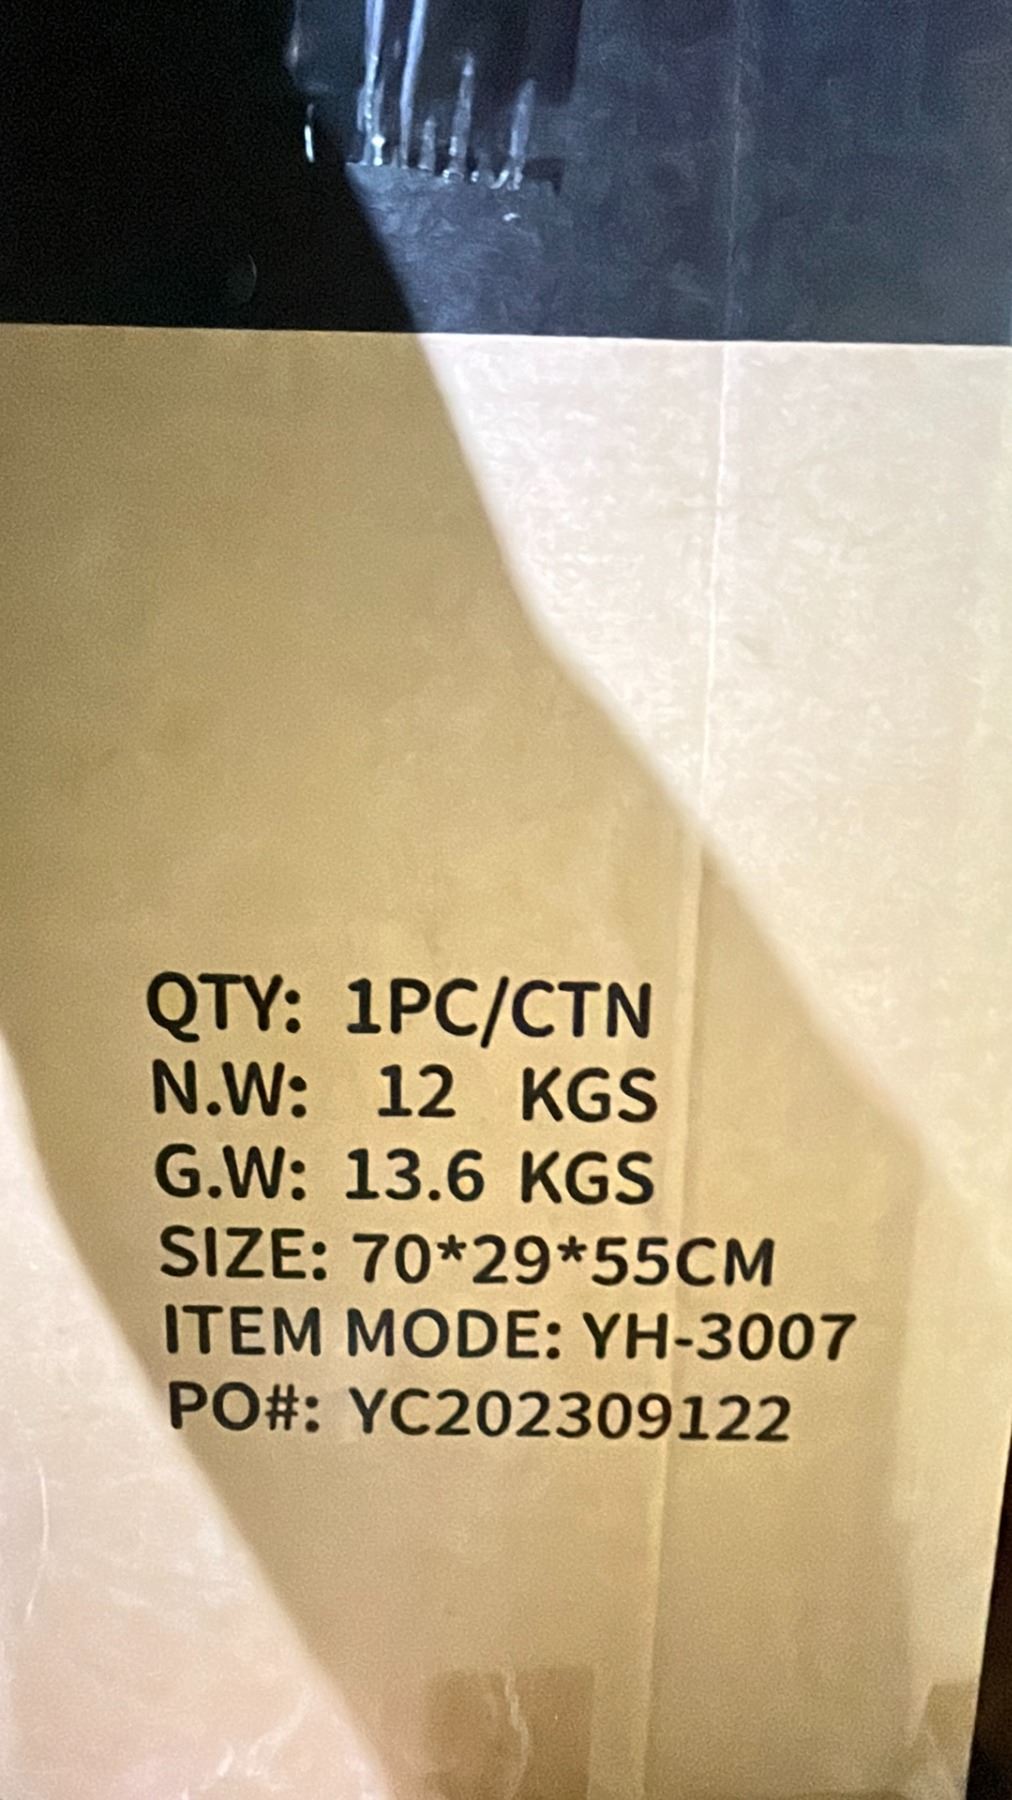 QTY: 1PC/CTN
N.W: 12 KGS
G.W: 13.6 KGS
SIZE: 70*29*55CM
ITEM MODE: YH-3007
PO#: YC202309122